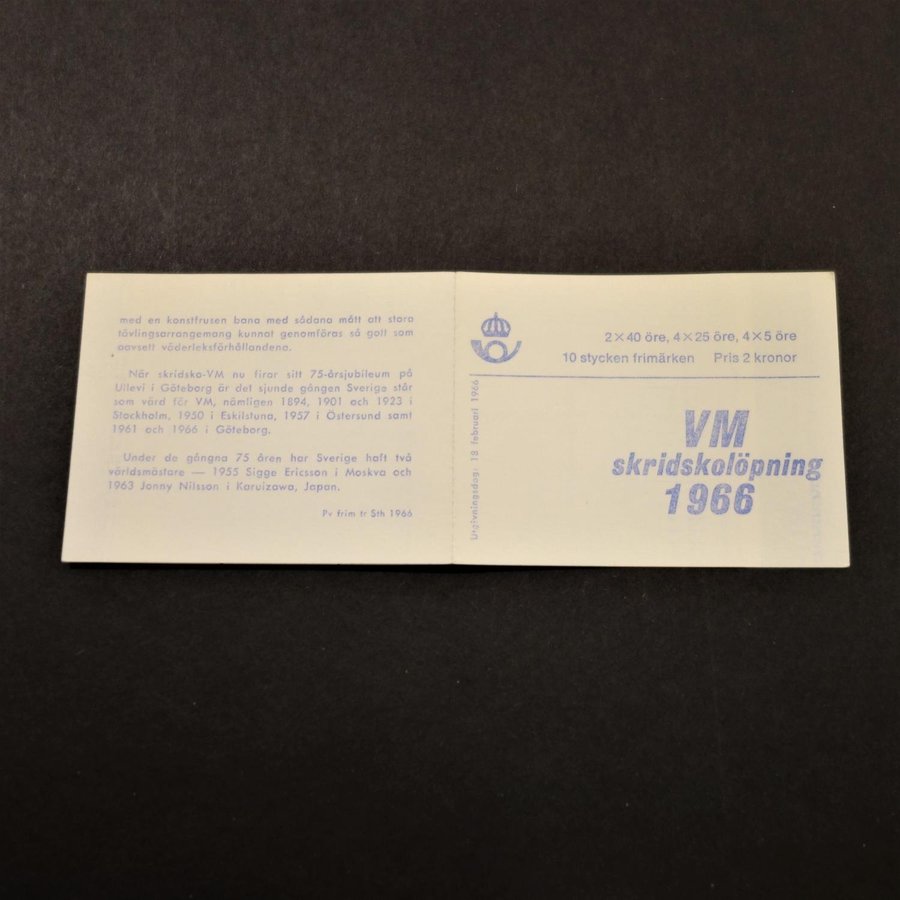 med en konstfrusen bana med sådana mått att stora
tävlingsarrangemang kunnat genomföras så gott som
oavsett väderleksförhållandena.
När skridsko-VM nu firar sitt 75-årsjubileum på
Ullevi i Göteborg är det sjunde gången Sverige står
som värd för VM, nämligen 1894, 1901 och 1923 i
Stockholm, 1950 i Eskilstuna, 1957 i Östersund samt
1961 och 1966 i Göteborg.
Under de gångna 75 åren har Sverige haft två
världsmästare — 1955 Sigge Ericsson i Moskva och
1963 Jonny Nilsson i Karuizawa, Japan.
Pv frim tr Sth 1966
Utgivningsdag: 18 februari 1966
2×40 öre, 4×25 öre, 4×5 öre
10 stycken frimärken Pris 2 kronor
VM
skridskolöpning
1966